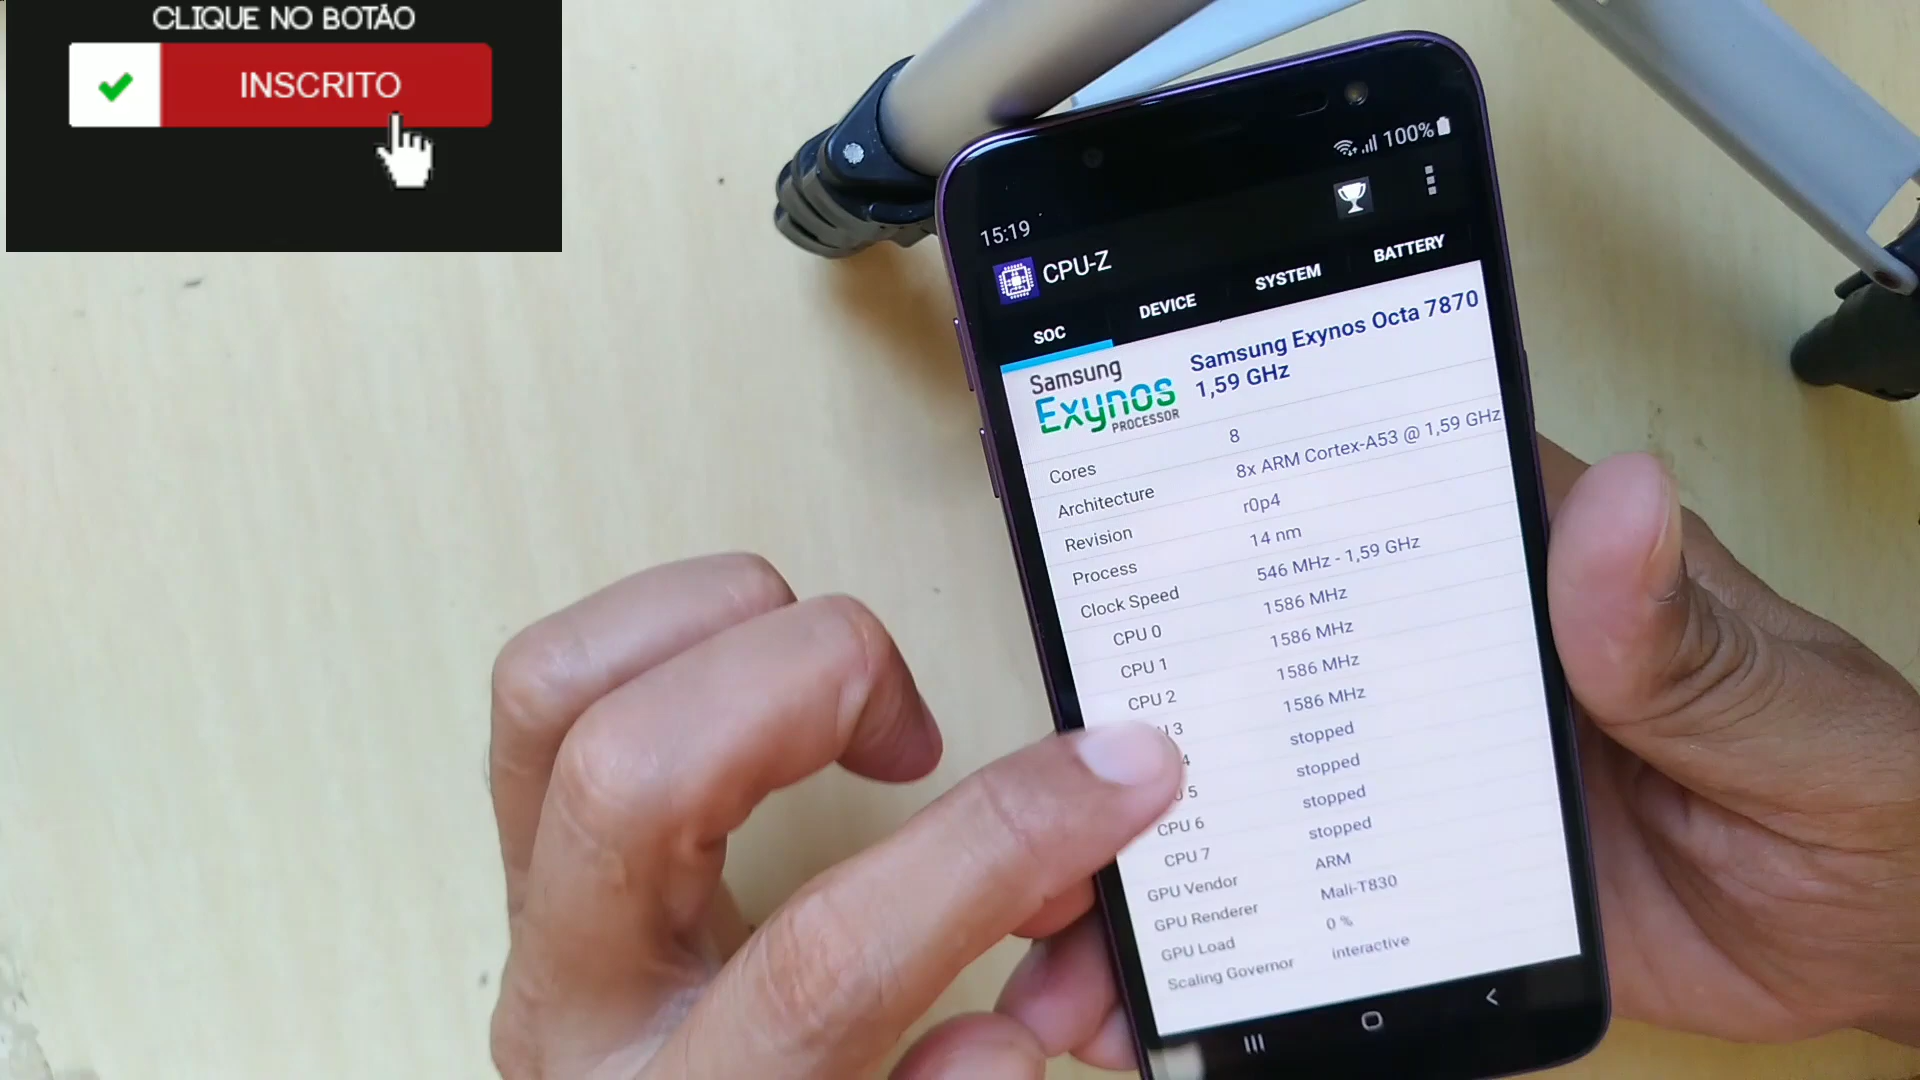 CLIQUE NO BOTÃO
INSCRITO
100%
15:19
CPU-Z
SOC
DEVICE
SYSTEM
BATTERY
Samsung
Exynos
PROCESSOR
Samsung Exynos Octa 7870
1,59 GHz
Cores 8
Architecture 8x ARM Cortex-A53 @ 1,59 GHz
Revision r0p4
Process 14 nm
Clock Speed 546 MHz - 1,59 GHz
CPU 0 1586 MHz
CPU 1 1586 MHz
CPU 2 1586 MHz
3 1586 MHz
4 stopped
5 stopped
CPU 6 stopped
CPU 7 stopped
GPU Vendor ARM
GPU Renderer Mali-T830
GPU Load 0 %
Scaling Governor interactive